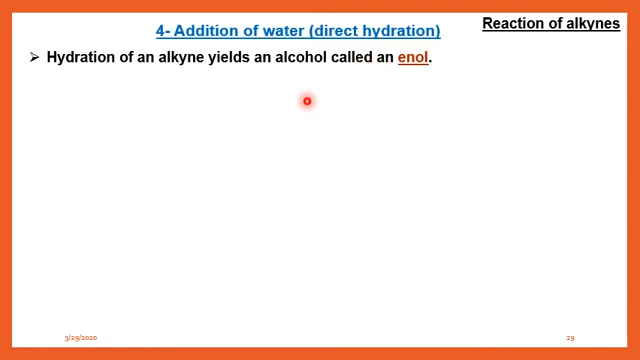 Reaction of alkynes
4- Addition of water (direct hydration)
➢ Hydration of an alkyne yields an alcohol called an enol.
3/29/2020
29